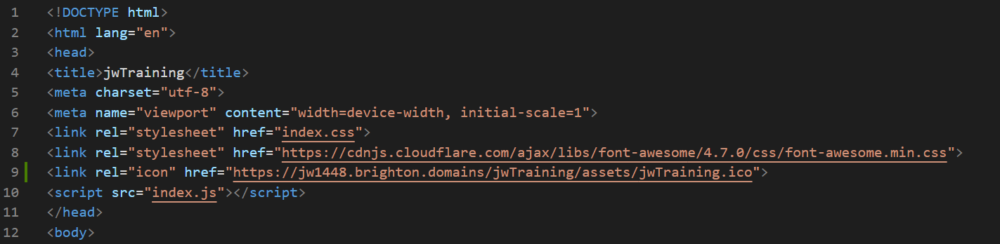 1 <!DOCTYPE html>
2 <html lang="en">
3 <head>
4 <title>jwTraining</title>
5 <meta charset="utf-8">
6 <meta name="viewport" content="width=device-width, initial-scale=1">
7 <link rel="stylesheet" href="index.css">
8 <link rel="stylesheet" href="https://cdnjs.cloudflare.com/ajax/libs/font-awesome/4.7.0/css/font-awesome.min.css">
9 <link rel="icon" href="https://jw1448.brighton.domains/jwTraining/assets/jwTraining.ico">
10 <script src="index.js"></script>
11 </head>
12 <body>